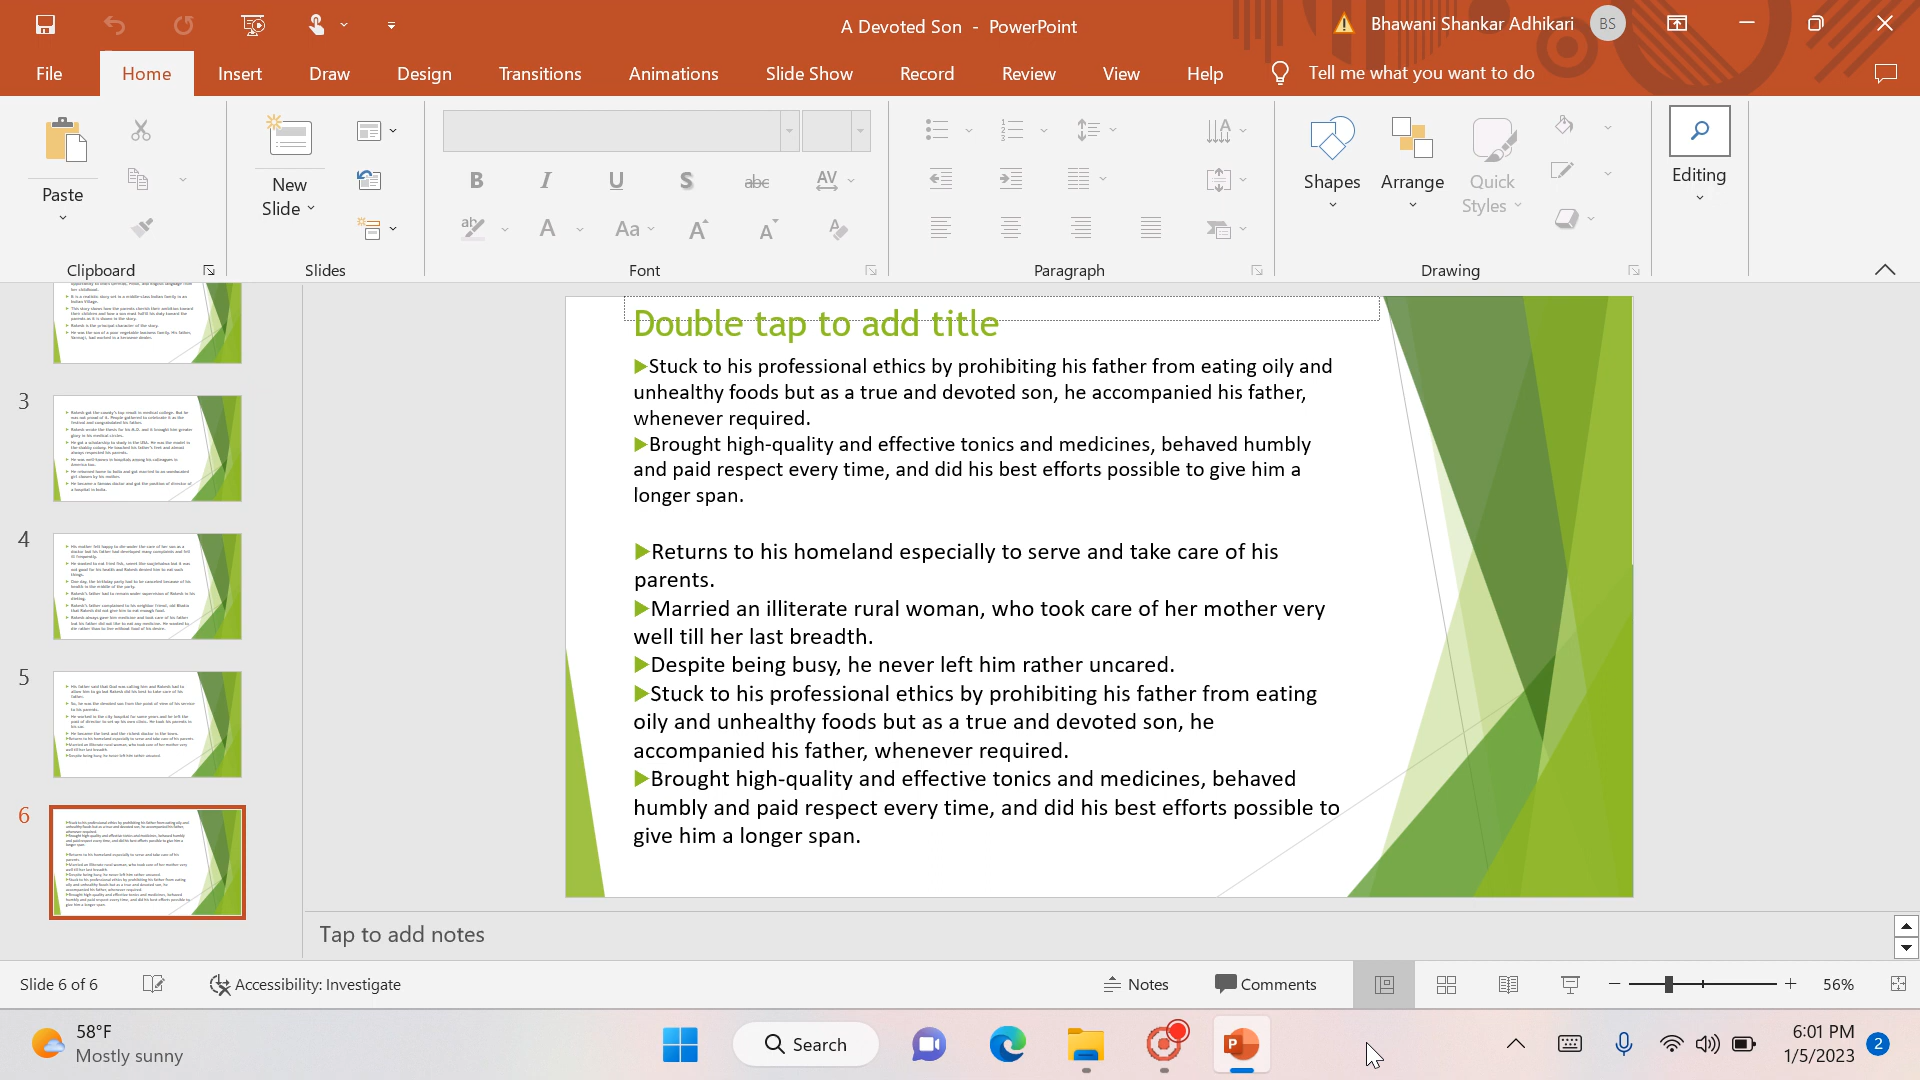 A Devoted Son - PowerPoint
Bhawani Shankar Adhikari BS
File Home Insert Draw Design Transitions Animations Slide Show Record Review View Help Tell me what you want to do
Paste
New Slide
Clipboard
Slides
Font
Paragraph
Shapes Arrange Quick Styles
Drawing
Editing
Double tap to add title
▶Stuck to his professional ethics by prohibiting his father from eating oily and
unhealthy foods but as a true and devoted son, he accompanied his father,
whenever required.
▶Brought high-quality and effective tonics and medicines, behaved humbly
and paid respect every time, and did his best efforts possible to give him a
longer span.
▶Returns to his homeland especially to serve and take care of his
parents.
▶Married an illiterate rural woman, who took care of her mother very
well till her last breadth.
▶Despite being busy, he never left him rather uncared.
▶Stuck to his professional ethics by prohibiting his father from eating
oily and unhealthy foods but as a true and devoted son, he
accompanied his father, whenever required.
▶Brought high-quality and effective tonics and medicines, behaved
humbly and paid respect every time, and did his best efforts possible to
give him a longer span.
3
4
5
6
Tap to add notes
Slide 6 of 6 Accessibility: Investigate Notes Comments 56%
58°F
Mostly sunny
Search
6:01 PM
1/5/2023
2